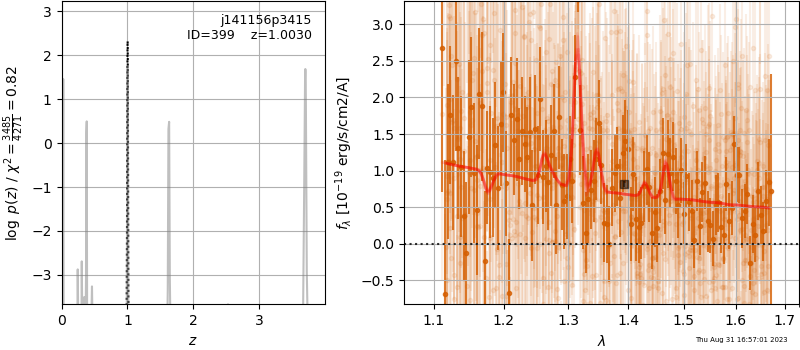 j141156p3415
ID=399 z=1.0030
log p(z) / χ² = 3485/4271 = 0.82
3
2
1
0
−1
−2
−3
0 1 2 3
z
f_λ [10⁻¹⁹ erg/s/cm2/A]
3.0
2.5
2.0
1.5
1.0
0.5
0.0
−0.5
1.1 1.2 1.3 1.4 1.5 1.6 1.7
λ
Thu Aug 31 16:57:01 2023